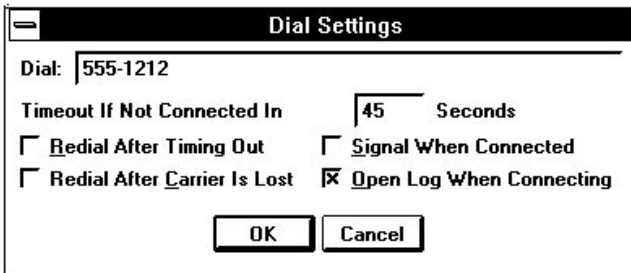 Dial Settings
Dial: 555-1212
Timeout If Not Connected In 45 Seconds
Redial After Timing Out Signal When Connected
Redial After Carrier Is Lost Open Log When Connecting
OK Cancel